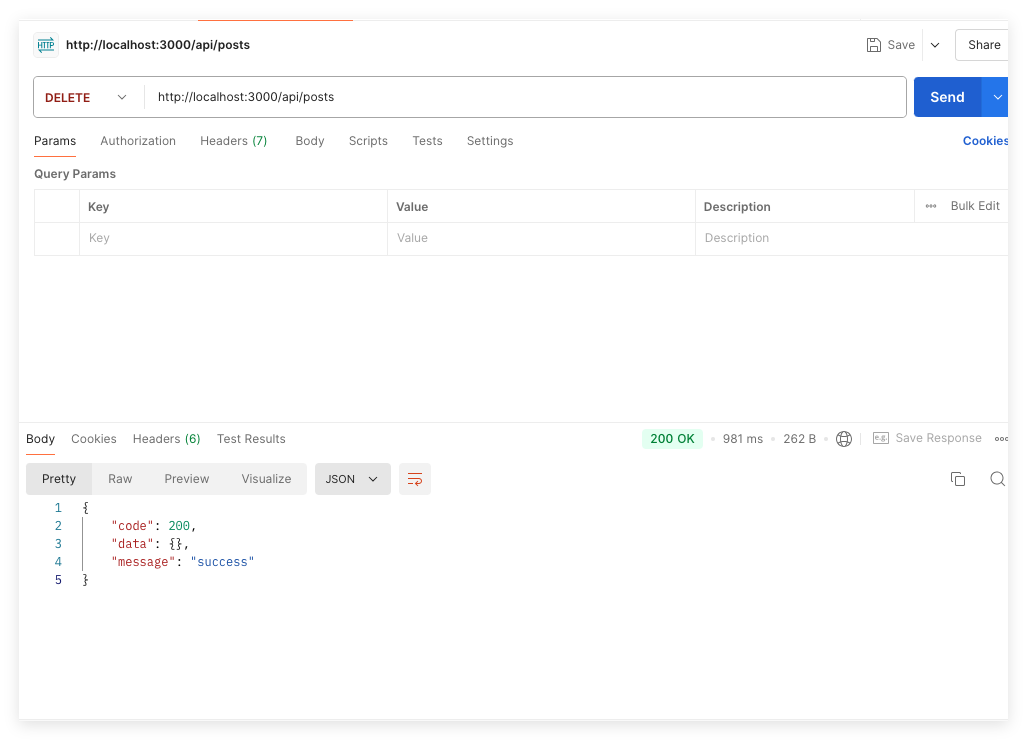 HTTP http://localhost:3000/api/posts Save Share
DELETE http://localhost:3000/api/posts Send
Params Authorization Headers (7) Body Scripts Tests Settings Cookies
Query Params
Key Value Description ••• Bulk Edit
Key Value Description
Body Cookies Headers (6) Test Results 200 OK • 981 ms • 262 B • e.g. Save Response
Pretty Raw Preview Visualize JSON
1 {
2 "code": 200,
3 "data": {},
4 "message": "success"
5 }